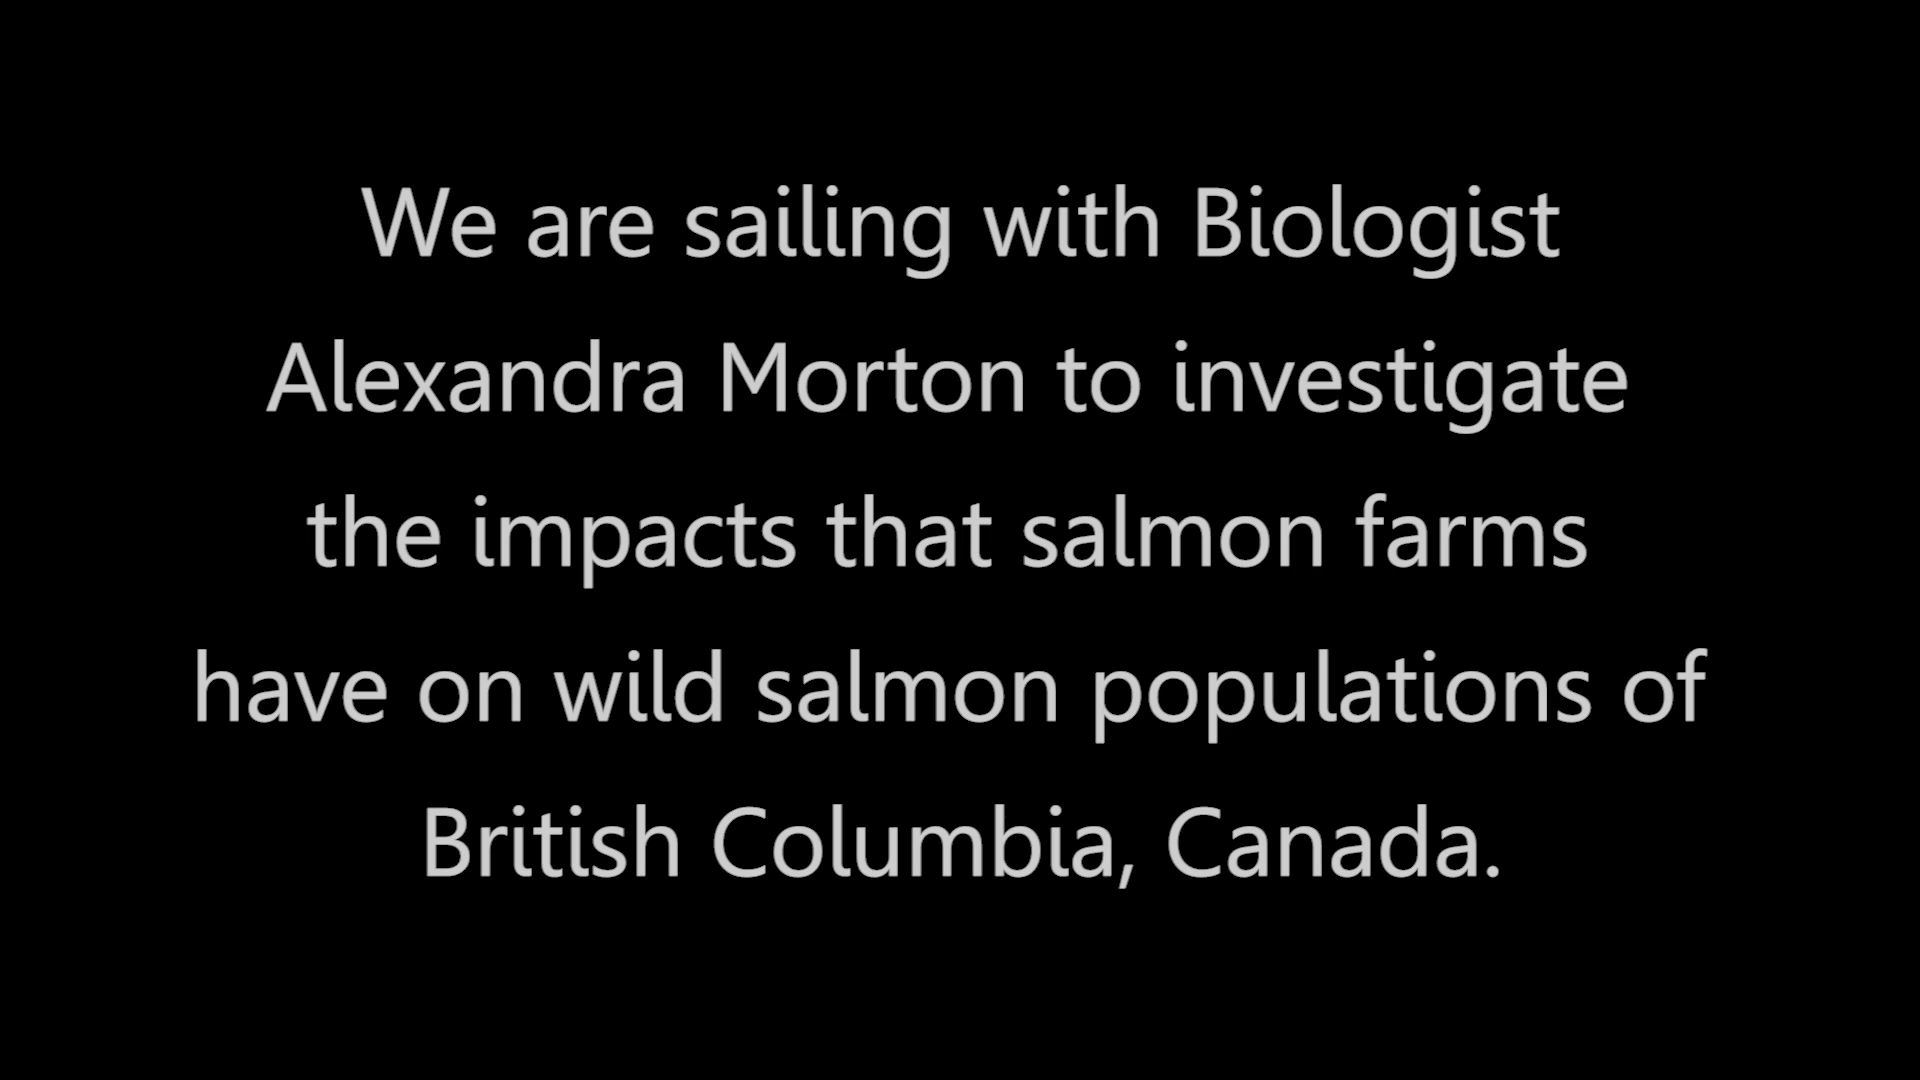 We are sailing with Biologist
Alexandra Morton to investigate
the impacts that salmon farms
have on wild salmon populations of
British Columbia, Canada.